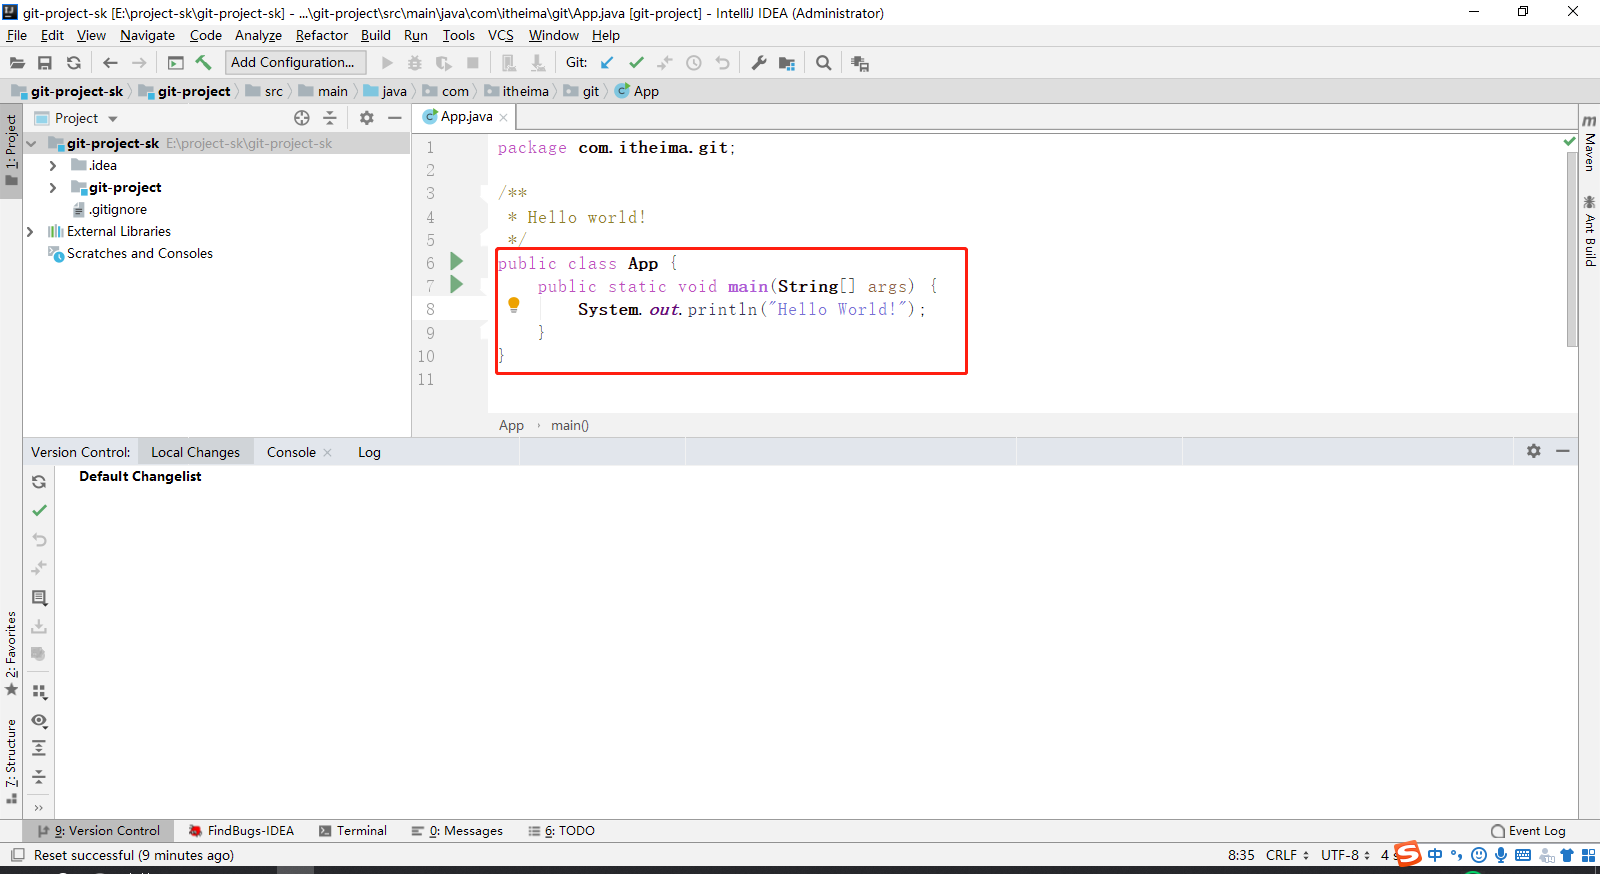 git-project-sk [E:\project-sk\git-project-sk] - ...\git-project\src\main\java\com\itheima\git\App.java [git-project] - IntelliJ IDEA (Administrator)
File Edit View Navigate Code Analyze Refactor Build Run Tools VCS Window Help
Add Configuration... Git:
git-project-sk git-project src main java com itheima git App
1: Project
Project
App.java
git-project-sk E:\project-sk\git-project-sk
.idea
git-project
.gitignore
External Libraries
Scratches and Consoles
1 package com.itheima.git;
2
3 /**
4 * Hello world!
5 */
6 public class App {
7 public static void main(String[] args) {
8 System.out.println("Hello World!");
9 }
10 }
11
App › main()
Maven
Ant Build
Version Control: Local Changes Console Log
Default Changelist
2: Favorites
7: Structure
9: Version Control FindBugs-IDEA Terminal 0: Messages 6: TODO Event Log
Reset successful (9 minutes ago) 8:35 CRLF UTF-8 4 s 中